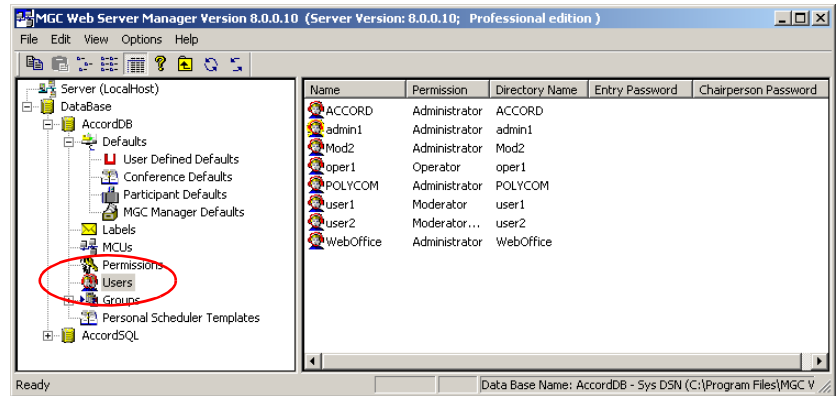 MGC Web Server Manager Version 8.0.0.10 (Server Version: 8.0.0.10; Professional edition )
File Edit View Options Help
Server (LocalHost)
DataBase
AccordDB
Defaults
User Defined Defaults
Conference Defaults
Participant Defaults
MGC Manager Defaults
Labels
MCUs
Permissions
Users
Groups
Personal Scheduler Templates
AccordSQL
Name Permission Directory Name Entry Password Chairperson Password
ACCORD Administrator ACCORD
admin1 Administrator admin1
Mod2 Administrator Mod2
oper1 Operator oper1
POLYCOM Administrator POLYCOM
user1 Moderator user1
user2 Moderator... user2
WebOffice Administrator WebOffice
Ready Data Base Name: AccordDB - Sys DSN (C:\Program Files\MGC